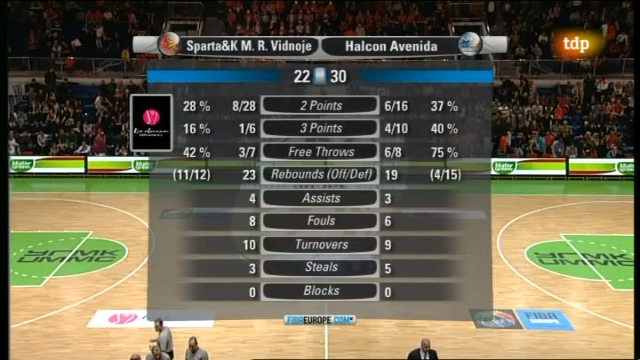 tdp
Sparta&K M. R. Vidnoje Halcon Avenida
22 30
28 % 8/28 2 Points 6/16 37 %
16 % 1/6 3 Points 4/10 40 %
42 % 3/7 Free Throws 6/8 75 %
(11/12) 23 Rebounds (Off/Def) 19 (4/15)
4 Assists 3
8 Fouls 6
10 Turnovers 9
3 Steals 5
0 Blocks 0
УГМК
УГМК
FIBAEUROPE.COM
FIBA